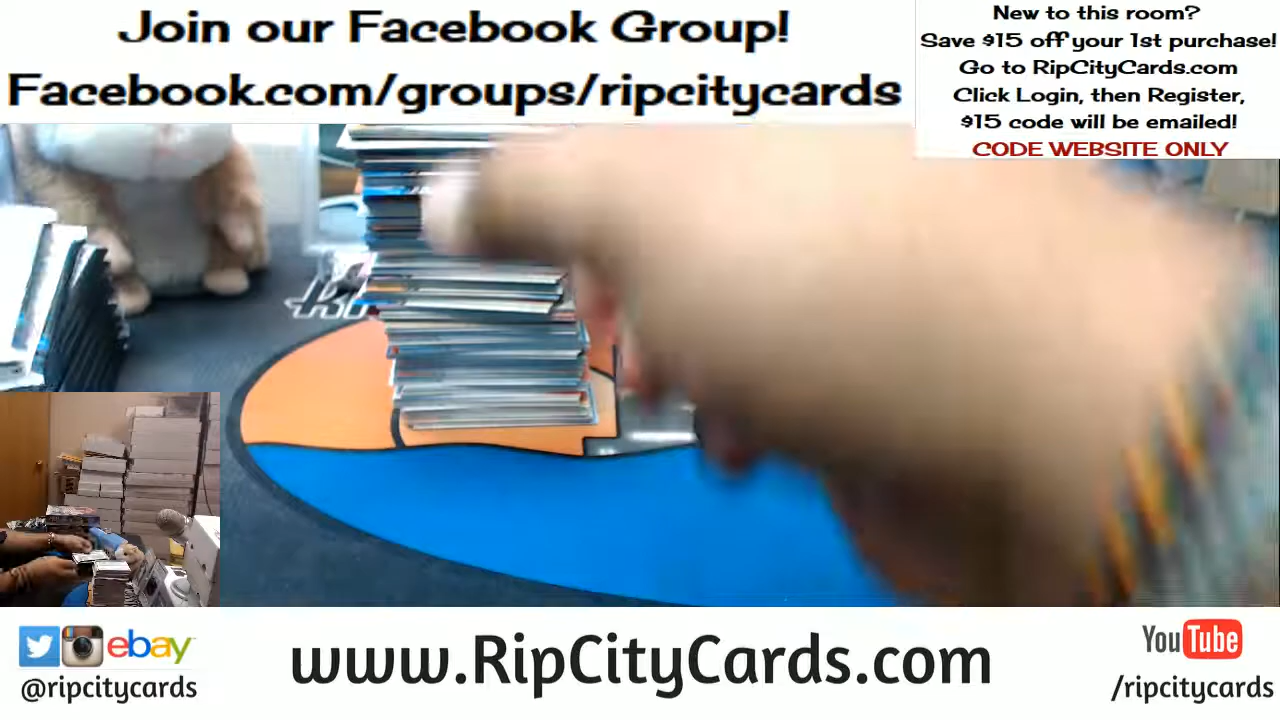 Join our Facebook Group!
Facebook.com/groups/ripcitycards
New to this room?
Save $15 off your 1st purchase!
Go to RipCityCards.com
Click Login, then Register,
$15 code will be emailed!
CODE WEBSITE ONLY
ebay
@ripcitycards
www.RipCityCards.com
YouTube
/ripcitycards